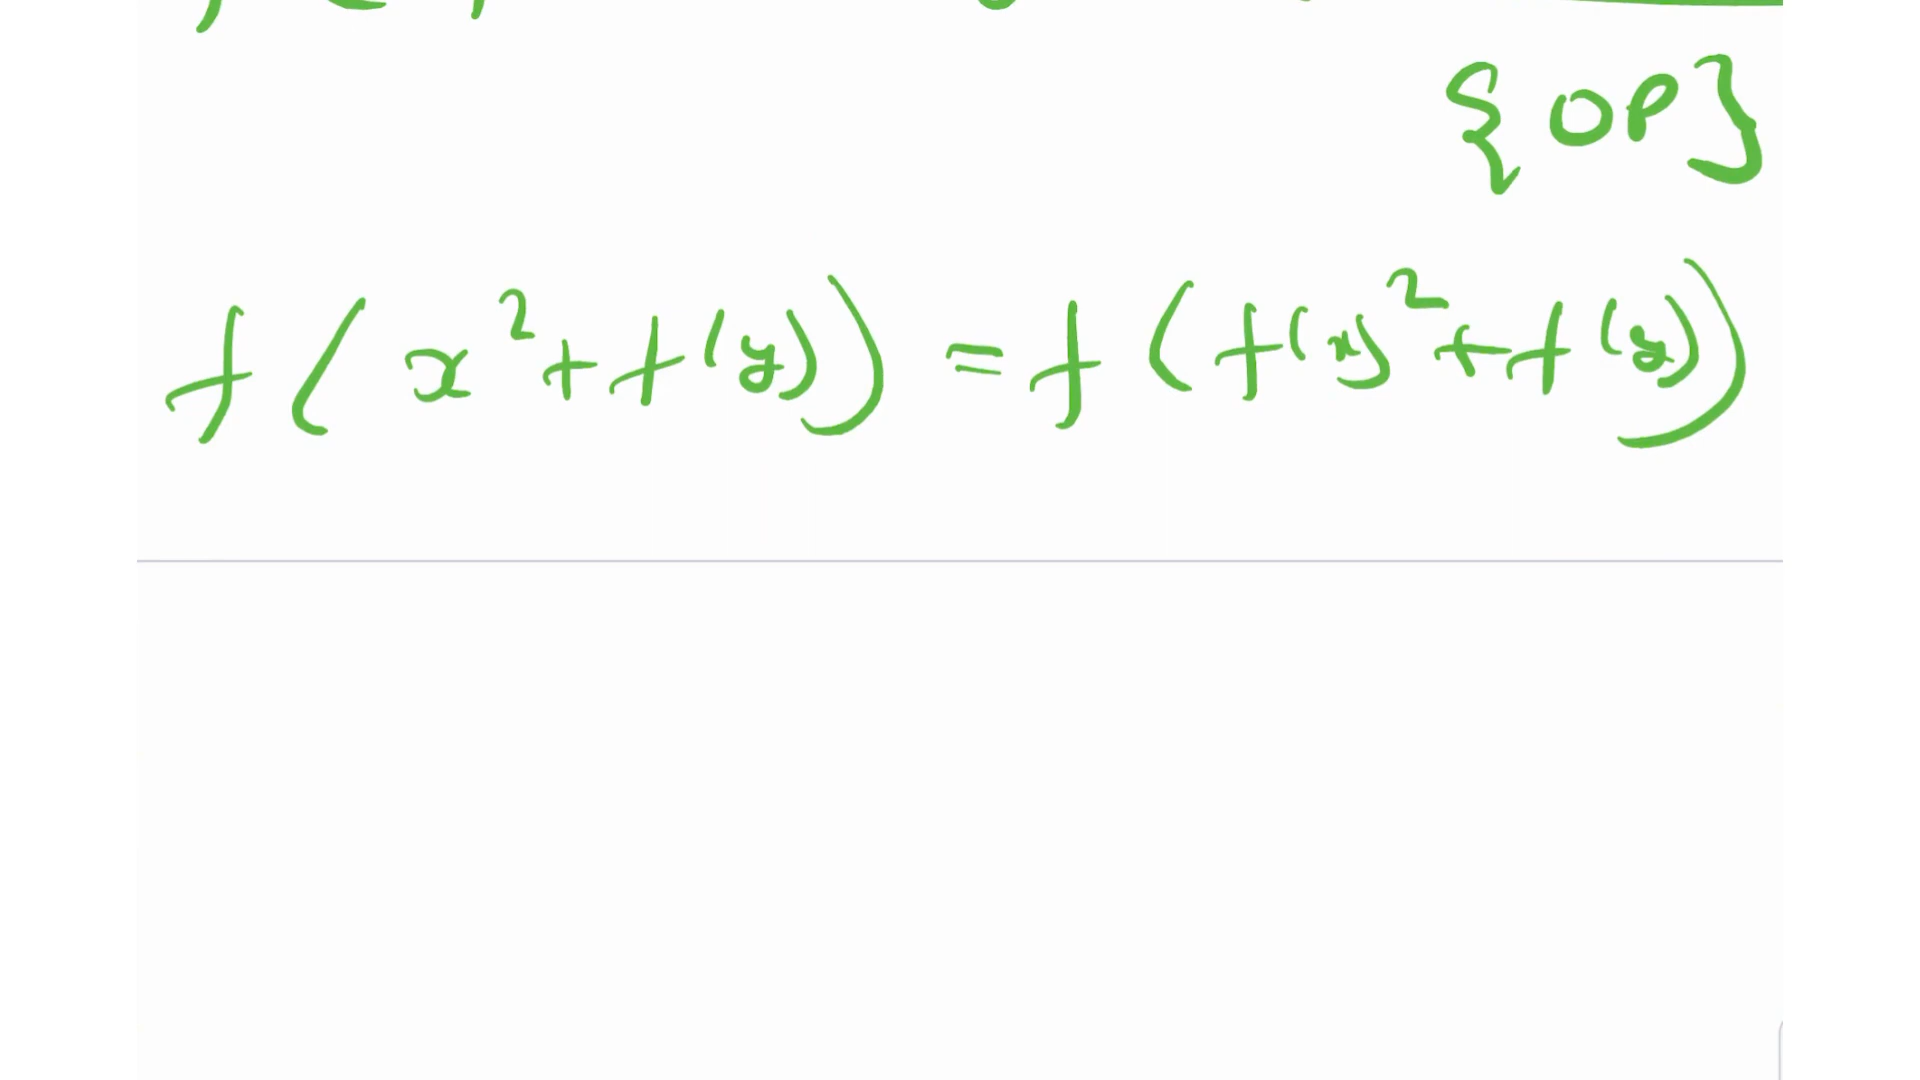 {OP}
f(x²+f(y)) = f(f(x)²+f(y))